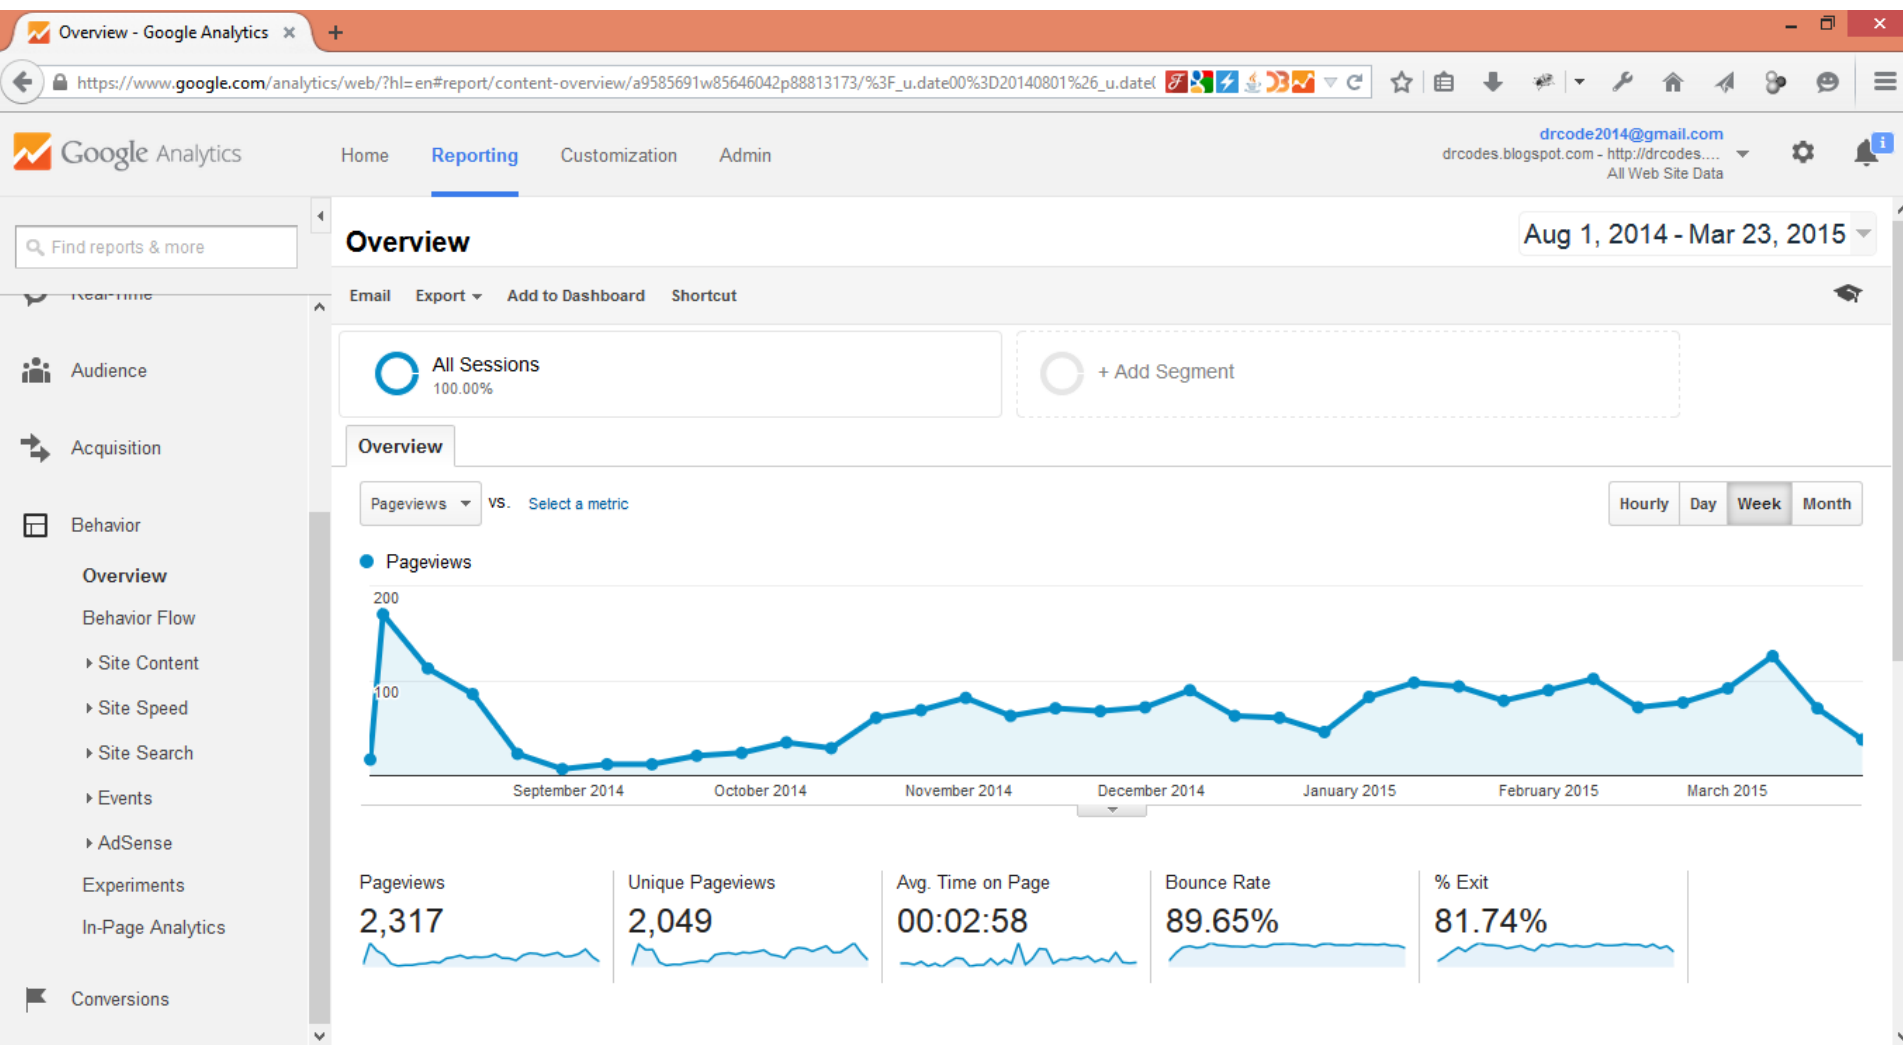 Overview - Google Analytics
https://www.google.com/analytics/web/?hl=en#report/content-overview/a9585691w85646042p88813173/%3F_u.date00%3D20140801%26_u.date(
Google Analytics
Home Reporting Customization Admin
drcode2014@gmail.com
drcodes.blogspot.com - http://drcodes....
All Web Site Data
Find reports & more
Real-Time
Audience
Acquisition
Behavior
Overview
Behavior Flow
Site Content
Site Speed
Site Search
Events
AdSense
Experiments
In-Page Analytics
Conversions
Overview
Aug 1, 2014 - Mar 23, 2015
Email Export Add to Dashboard Shortcut
All Sessions
100.00%
+ Add Segment
Overview
Pageviews VS. Select a metric
Hourly Day Week Month
Pageviews
200
100
September 2014 October 2014 November 2014 December 2014 January 2015 February 2015 March 2015
Pageviews Unique Pageviews Avg. Time on Page Bounce Rate % Exit
2,317 2,049 00:02:58 89.65% 81.74%